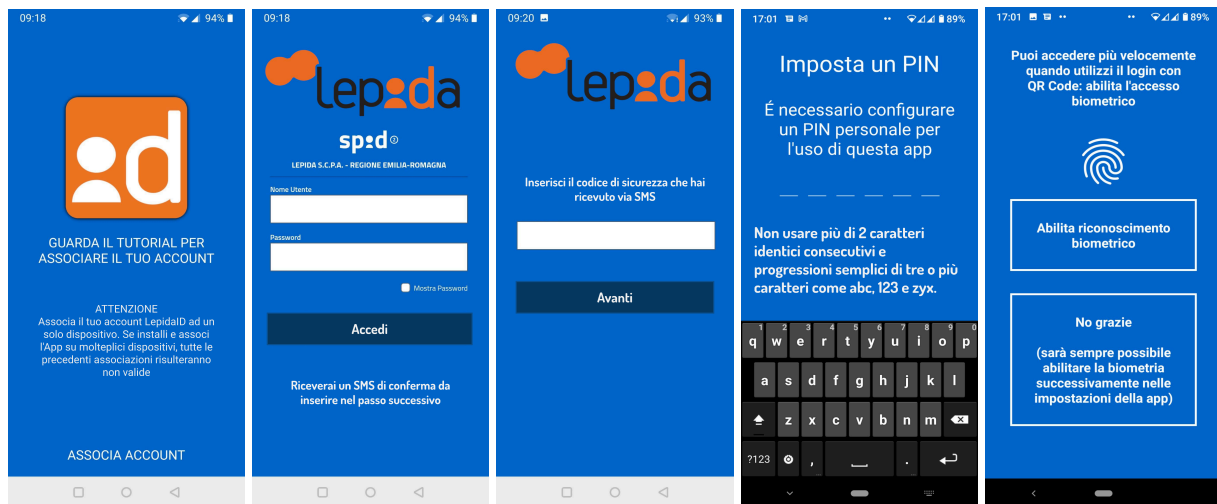 09:18
94%
GUARDA IL TUTORIAL PER
ASSOCIARE IL TUO ACCOUNT
ATTENZIONE
Associa il tuo account LepidaID ad un
solo dispositivo. Se installi e associ
l'App su molteplici dispositivi, tutte le
precedenti associazioni risulteranno
non valide
ASSOCIA ACCOUNT
09:18
94%
lepida
spid
LEPIDA S.C.P.A. - REGIONE EMILIA-ROMAGNA
Nome Utente
Password
Mostra Password
Accedi
Riceverai un SMS di conferma da
inserire nel passo successivo
09:20
93%
lepida
Inserisci il codice di sicurezza che hai
ricevuto via SMS
Avanti
17:01
89%
Imposta un PIN
É necessario configurare
un PIN personale per
l'uso di questa app
Non usare più di 2 caratteri
identici consecutivi e
progressioni semplici di tre o più
caratteri come abc, 123 e zyx.
1 2 3 4 5 6 7 8 9 0
q w e r t y u i o p
a s d f g h j k l
z x c v b n m
?123 , .
17:01
89%
Puoi accedere più velocemente
quando utilizzi il login con
QR Code: abilita l'accesso
biometrico
Abilita riconoscimento
biometrico
No grazie
(sarà sempre possibile
abilitare la biometria
successivamente nelle
impostazioni della app)